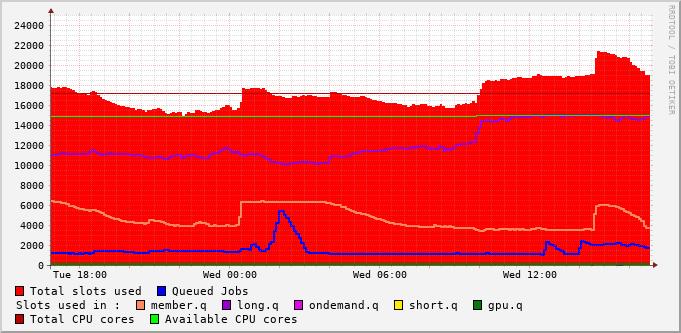 24000
22000
20000
18000
16000
14000
12000
10000
8000
6000
4000
2000
0
Tue 18:00 Wed 00:00 Wed 06:00 Wed 12:00
RRDTOOL / TOBI OETIKER
Total slots used Queued Jobs
Slots used in : member.q long.q ondemand.q short.q gpu.q
Total CPU cores Available CPU cores